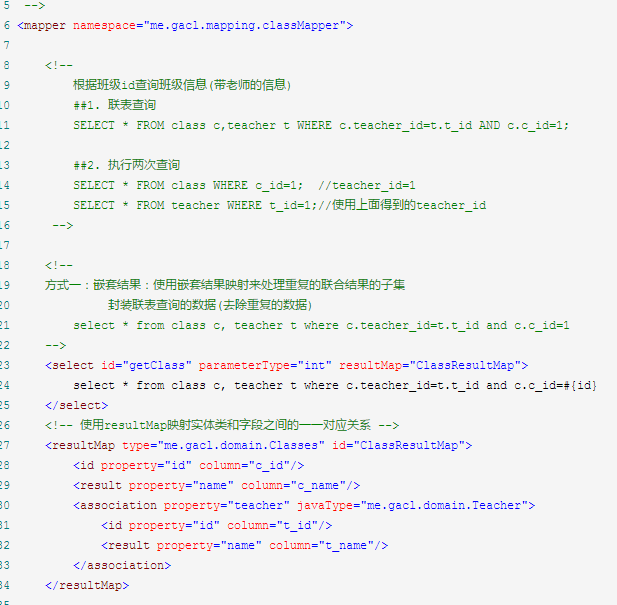 5 -->
6 <mapper namespace="me.gacl.mapping.classMapper">
7
8 <!--
9 根据班级id查询班级信息(带老师的信息)
10 ##1. 联表查询
11 SELECT * FROM class c,teacher t WHERE c.teacher_id=t.t_id AND c.c_id=1;
12
13 ##2. 执行两次查询
14 SELECT * FROM class WHERE c_id=1; //teacher_id=1
15 SELECT * FROM teacher WHERE t_id=1;//使用上面得到的teacher_id
16 -->
17
18 <!--
19 方式一：嵌套结果：使用嵌套结果映射来处理重复的联合结果的子集
20 封装联表查询的数据(去除重复的数据)
21 select * from class c, teacher t where c.teacher_id=t.t_id and c.c_id=1
22 -->
23 <select id="getClass" parameterType="int" resultMap="ClassResultMap">
24 select * from class c, teacher t where c.teacher_id=t.t_id and c.c_id=#{id}
25 </select>
26 <!-- 使用resultMap映射实体类和字段之间的一一对应关系 -->
27 <resultMap type="me.gacl.domain.Classes" id="ClassResultMap">
28 <id property="id" column="c_id"/>
29 <result property="name" column="c_name"/>
30 <association property="teacher" javaType="me.gacl.domain.Teacher">
31 <id property="id" column="t_id"/>
32 <result property="name" column="t_name"/>
33 </association>
34 </resultMap>